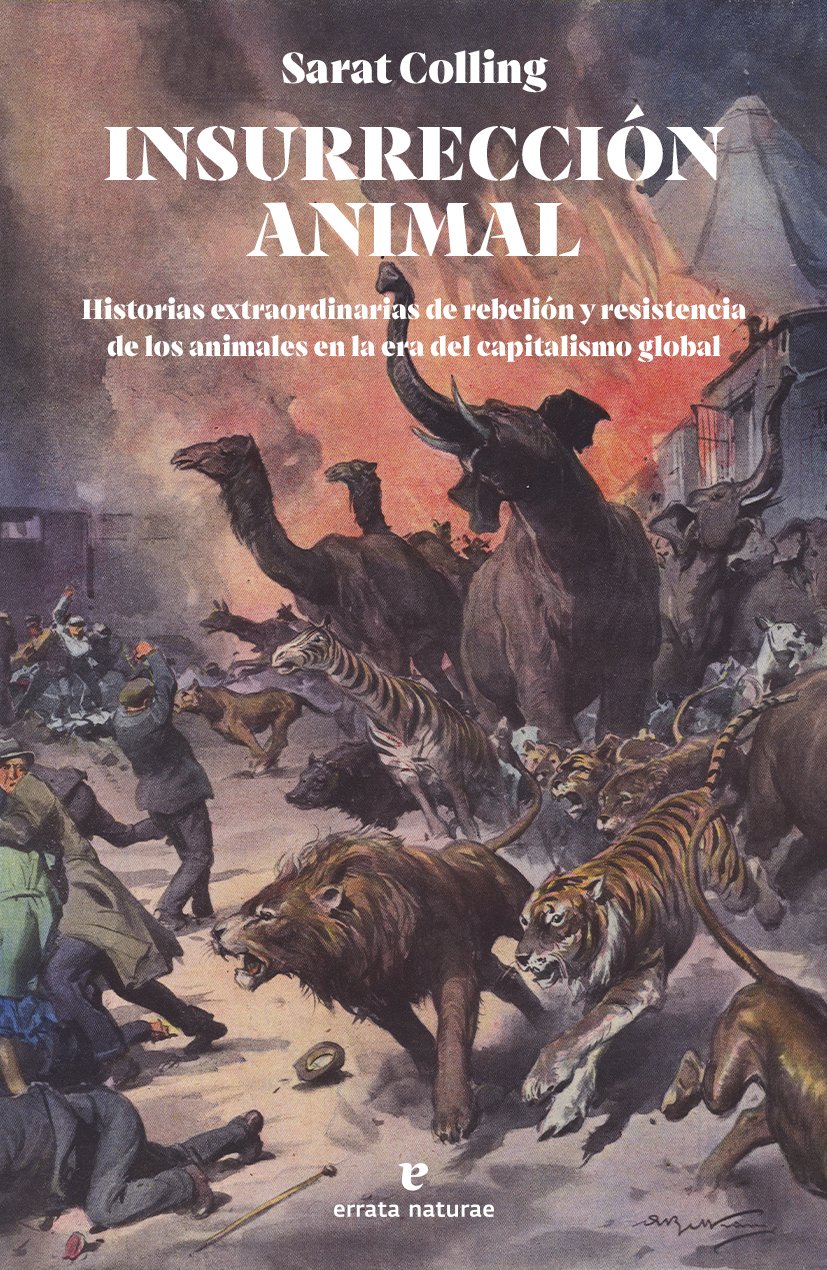 Sarat Colling
INSURRECCIÓN
ANIMAL
Historias extraordinarias de rebelión y resistencia
de los animales en la era del capitalismo global
e
errata naturae